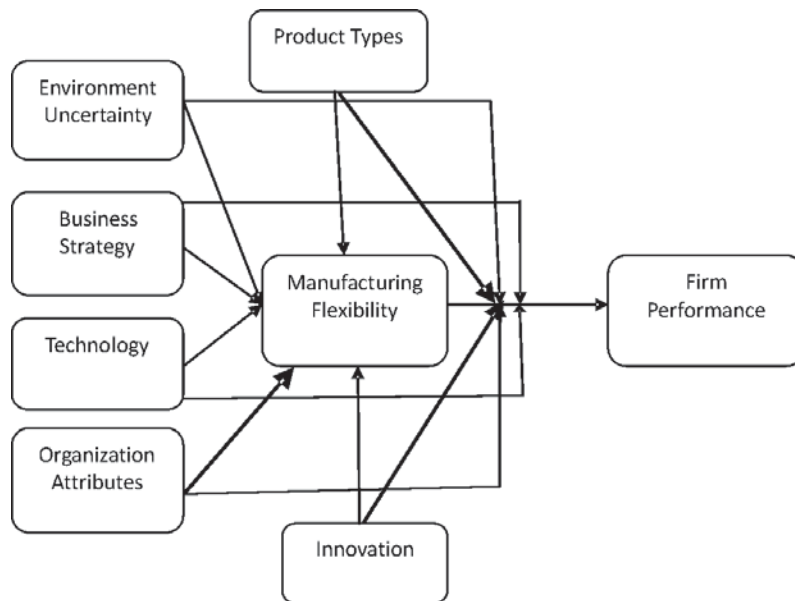 Product Types
Environment
Uncertainty
Business
Strategy
Manufacturing
Flexibility
Firm
Performance
Technology
Organization
Attributes
Innovation